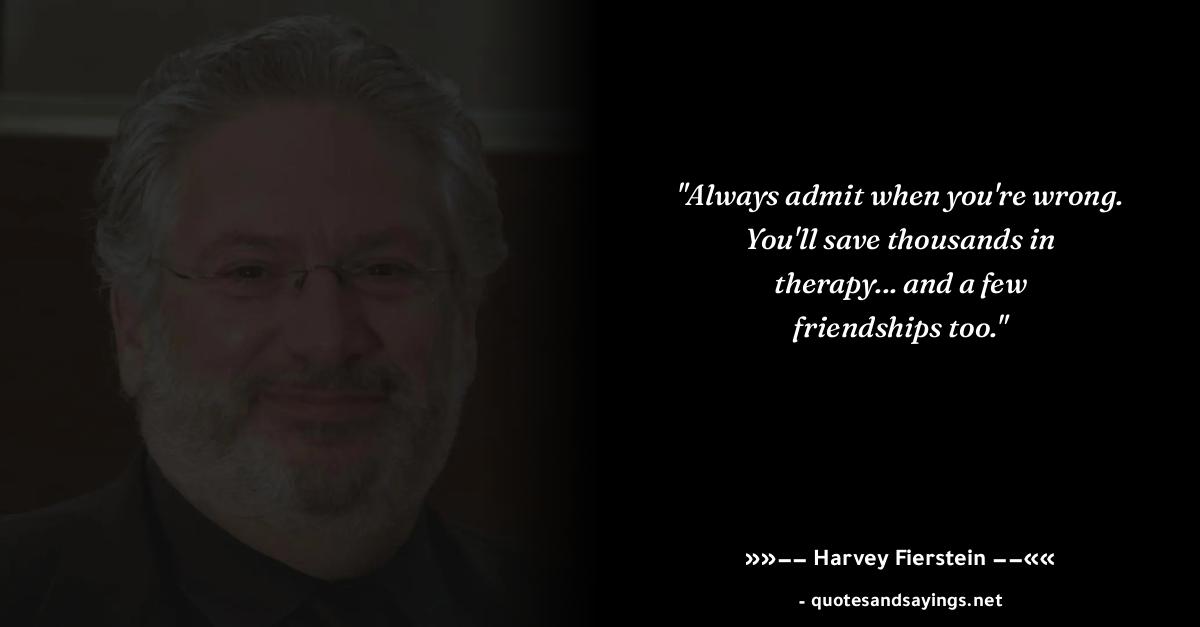 "Always admit when you're wrong.
You'll save thousands in
therapy... and a few
friendships too."
»»–– Harvey Fierstein ––««
- quotesandsayings.net